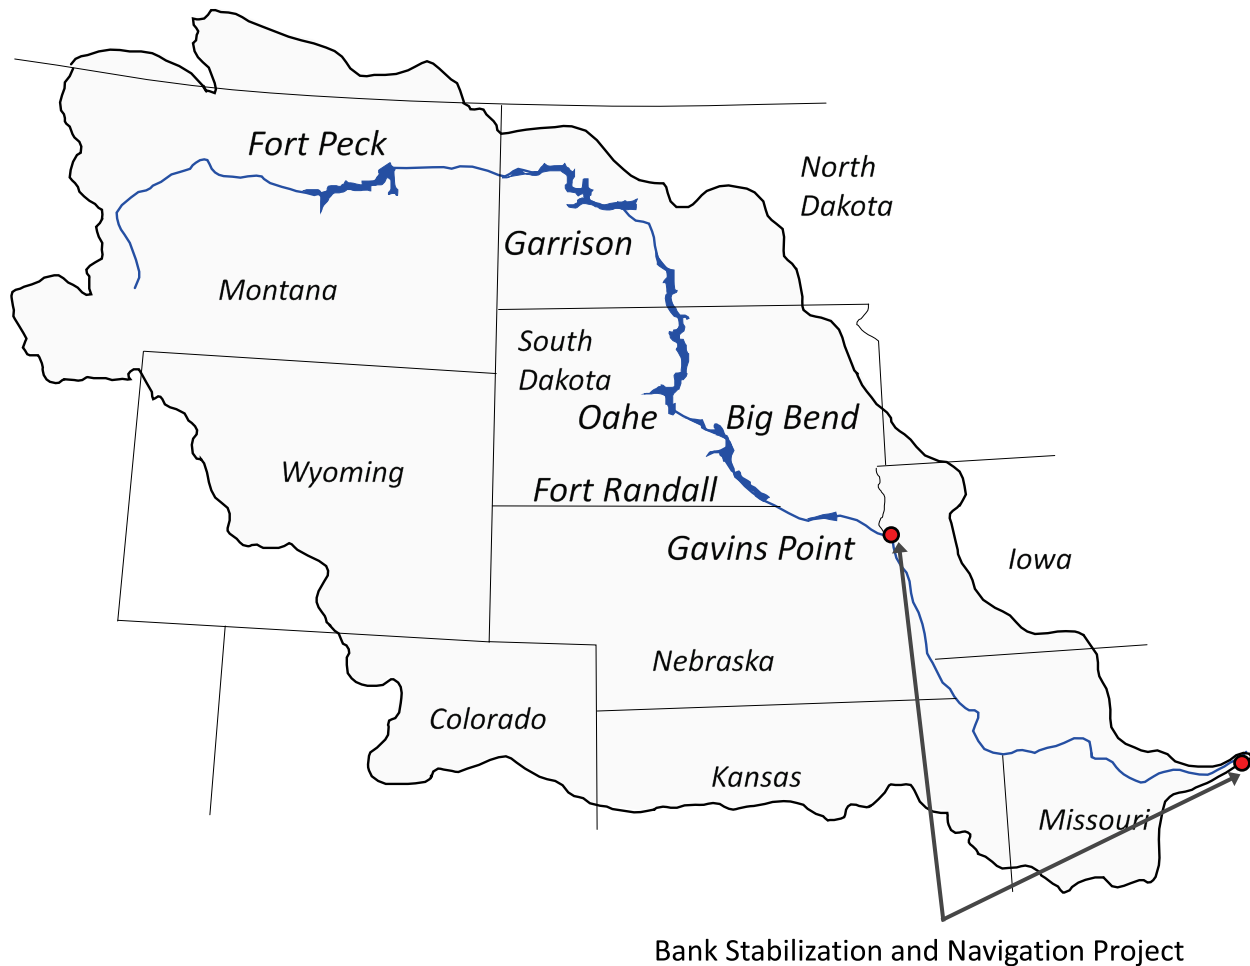 Fort Peck
North
Dakota
Garrison
Montana
South
Dakota
Oahe
Big Bend
Wyoming
Fort Randall
Gavins Point
Iowa
Nebraska
Colorado
Kansas
Missouri
Bank Stabilization and Navigation Project